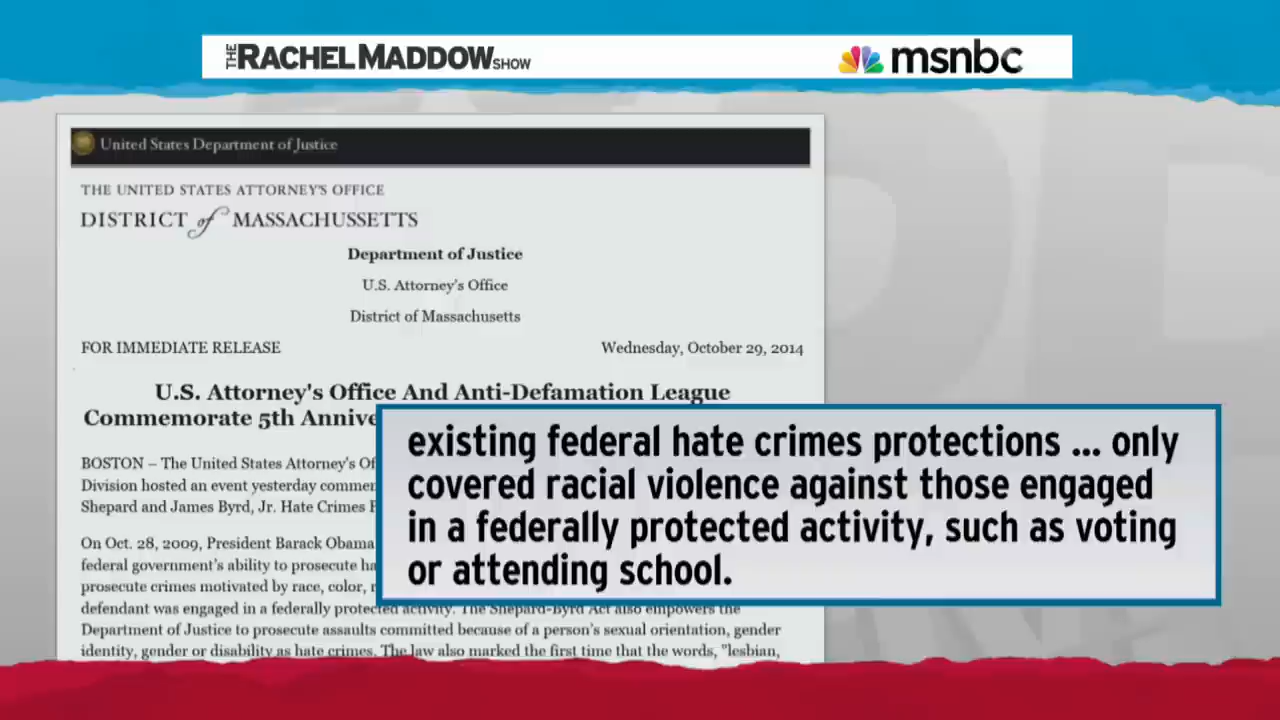 THE RACHEL MADDOW SHOW
msnbc
United States Department of Justice
THE UNITED STATES ATTORNEY'S OFFICE
DISTRICT of MASSACHUSSETTS
Department of Justice
U.S. Attorney's Office
District of Massachusetts
FOR IMMEDIATE RELEASE
Wednesday, October 29, 2014
U.S. Attorney's Office And Anti-Defamation League
Commemorate 5th Annive
BOSTON – The United States Attorney's Of
Division hosted an event yesterday commen
Shepard and James Byrd, Jr. Hate Crimes P
On Oct. 28, 2009, President Barack Obama
federal government's ability to prosecute ha
prosecute crimes motivated by race, color, r
defendant was engaged in a federally protected activity. The Shepard-Byrd Act also empowers the
Department of Justice to prosecute assaults committed because of a person's sexual orientation, gender
identity, gender or disability as hate crimes. The law also marked the first time that the words, "lesbian,
existing federal hate crimes protections ... only
covered racial violence against those engaged
in a federally protected activity, such as voting
or attending school.